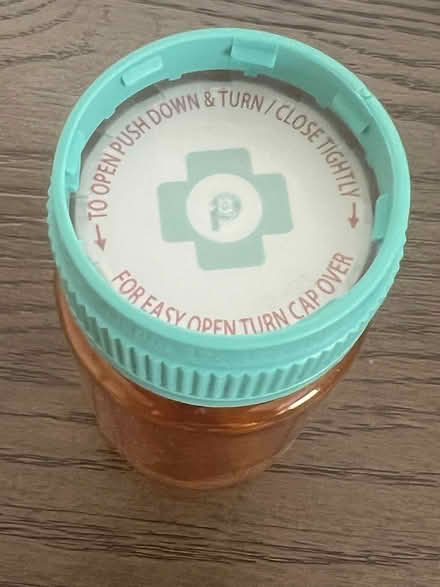 ← TO OPEN PUSH DOWN & TURN / CLOSE TIGHTLY →
P
FOR EASY OPEN TURN CAP OVER